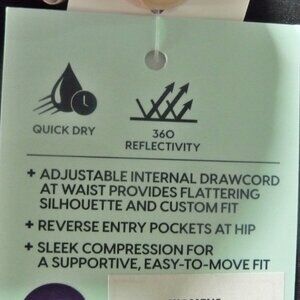 QUICK DRY
360
REFLECTIVITY
+ ADJUSTABLE INTERNAL DRAWCORD
AT WAIST PROVIDES FLATTERING
SILHOUETTE AND CUSTOM FIT
+ REVERSE ENTRY POCKETS AT HIP
+ SLEEK COMPRESSION FOR
A SUPPORTIVE, EASY-TO-MOVE FIT